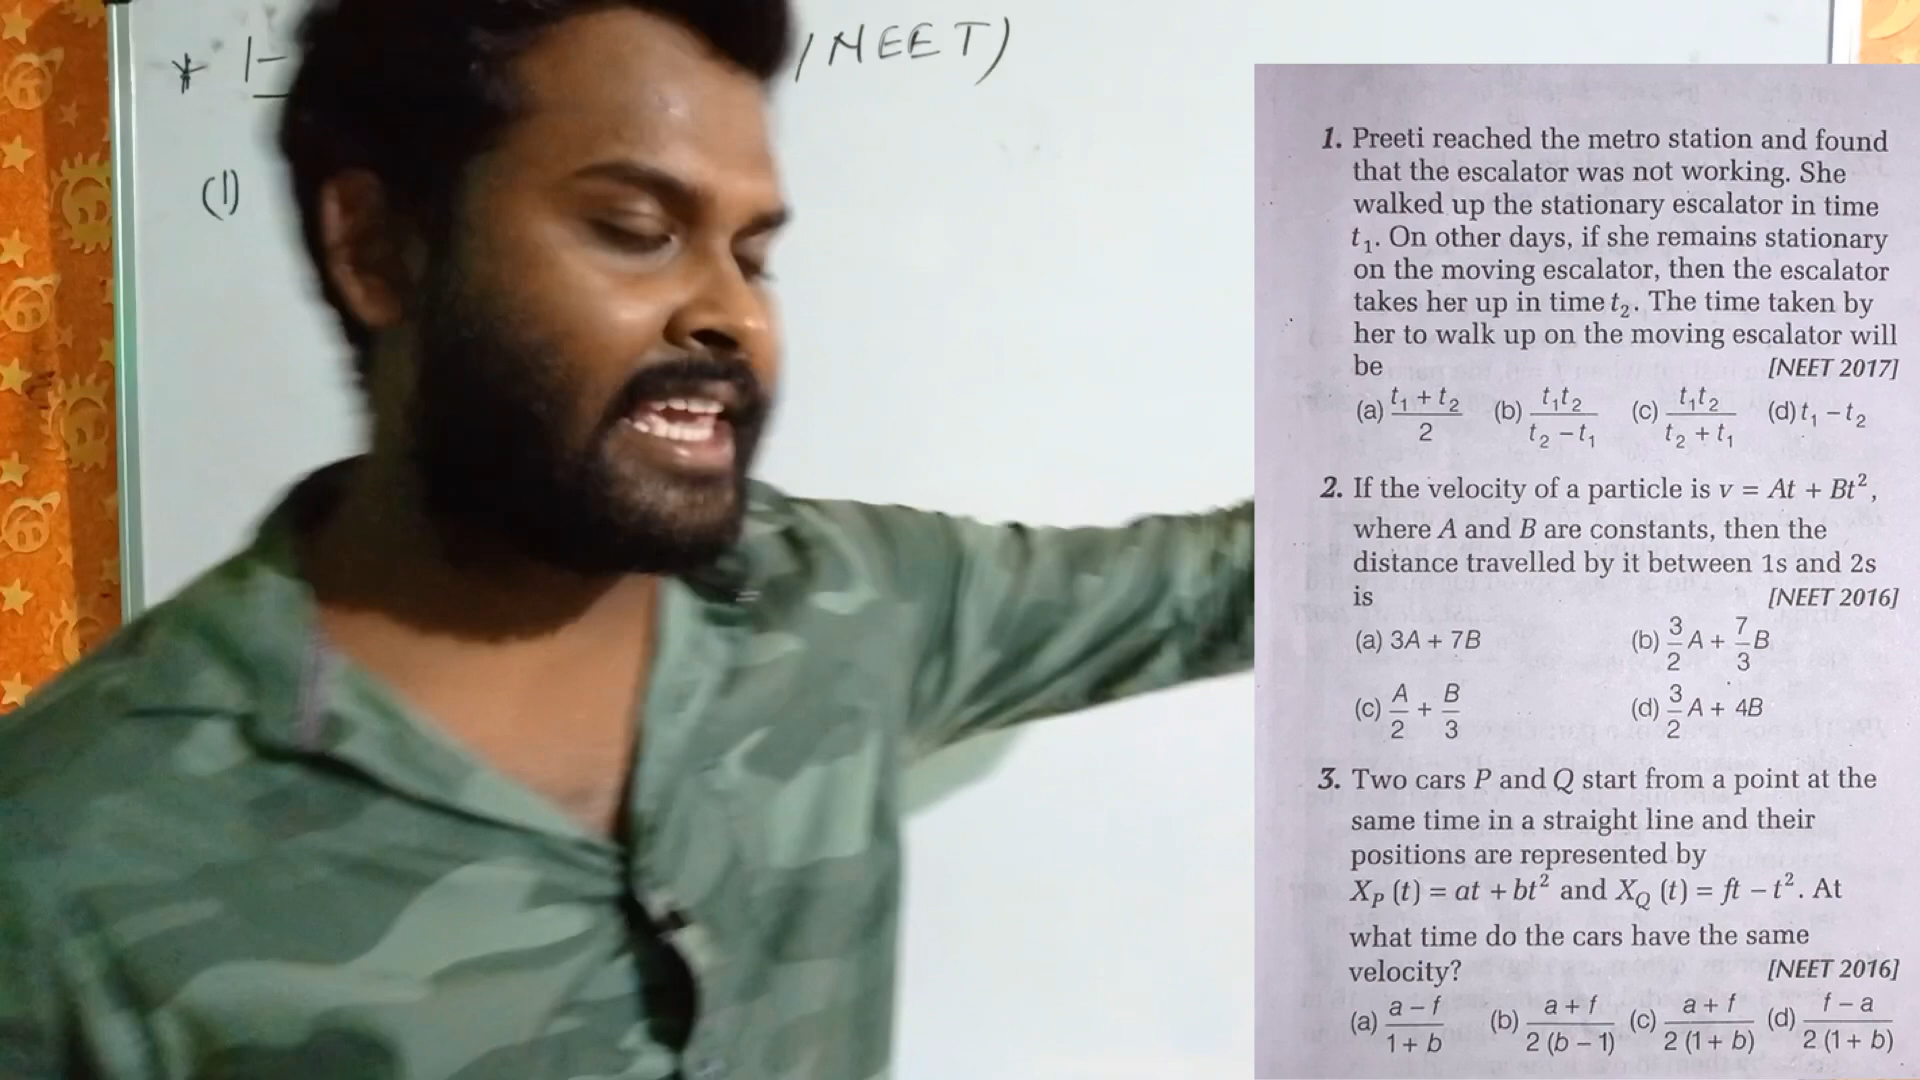 * 1-
/ NEET)
(1)
1. Preeti reached the metro station and found
that the escalator was not working. She
walked up the stationary escalator in time
t₁. On other days, if she remains stationary
on the moving escalator, then the escalator
takes her up in time t₂. The time taken by
her to walk up on the moving escalator will
be [NEET 2017]
(a) (t₁ + t₂)/2 (b) t₁t₂/(t₂ – t₁) (c) t₁t₂/(t₂ + t₁) (d) t₁ – t₂
2. If the velocity of a particle is v = At + Bt²,
where A and B are constants, then the
distance travelled by it between 1s and 2s
is [NEET 2016]
(a) 3A + 7B (b) 3/2 A + 7/3 B
(c) A/2 + B/3 (d) 3/2 A + 4B
3. Two cars P and Q start from a point at the
same time in a straight line and their
positions are represented by
X_P (t) = at + bt² and X_Q (t) = ft – t². At
what time do the cars have the same
velocity? [NEET 2016]
(a) (a – f)/(1 + b) (b) (a + f)/(2 (b – 1)) (c) (a + f)/(2 (1 + b)) (d) (f – a)/(2 (1 + b))